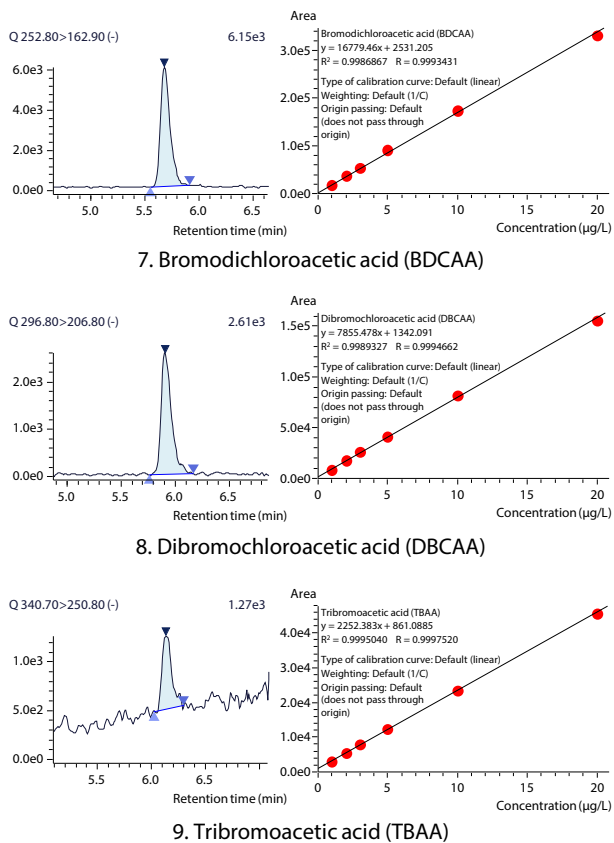 Q 252.80>162.90 (-) 6.15e3
6.0e3
4.0e3
2.0e3
0.0e0
5.0 5.5 6.0 6.5
Retention time (min)
Area
Bromodichloroacetic acid (BDCAA)
y = 16779.46x + 2531.205
R² = 0.9986867 R = 0.9993431
Type of calibration curve: Default (linear)
Weighting: Default (1/C)
Origin passing: Default
(does not pass through
origin)
3.0e5
2.0e5
1.0e5
0.0e0
0 5 10 15 20
Concentration (µg/L)
7. Bromodichloroacetic acid (BDCAA)
Q 296.80>206.80 (-) 2.61e3
2.0e3
1.0e3
0.0e0
5.0 5.5 6.0 6.5
Retention time (min)
Area
Dibromochloroacetic acid (DBCAA)
y = 7855.478x + 1342.091
R² = 0.9989327 R = 0.9994662
Type of calibration curve: Default (linear)
Weighting: Default (1/C)
Origin passing: Default
(does not pass through
origin)
1.5e5
1.0e5
5.0e4
0.0e0
0 5 10 15 20
Concentration (µg/L)
8. Dibromochloroacetic acid (DBCAA)
Q 340.70>250.80 (-) 1.27e3
1.0e3
5.0e2
0.0e0
5.5 6.0 6.5
Retention time (min)
Area
Tribromoacetic acid (TBAA)
y = 2252.383x + 861.0885
R² = 0.9995040 R = 0.9997520
Type of calibration curve: Default (linear)
Weighting: Default (1/C)
Origin passing: Default
(does not pass through
origin)
4.0e4
3.0e4
2.0e4
1.0e4
0.0e0
0 5 10 15 20
Concentration (µg/L)
9. Tribromoacetic acid (TBAA)